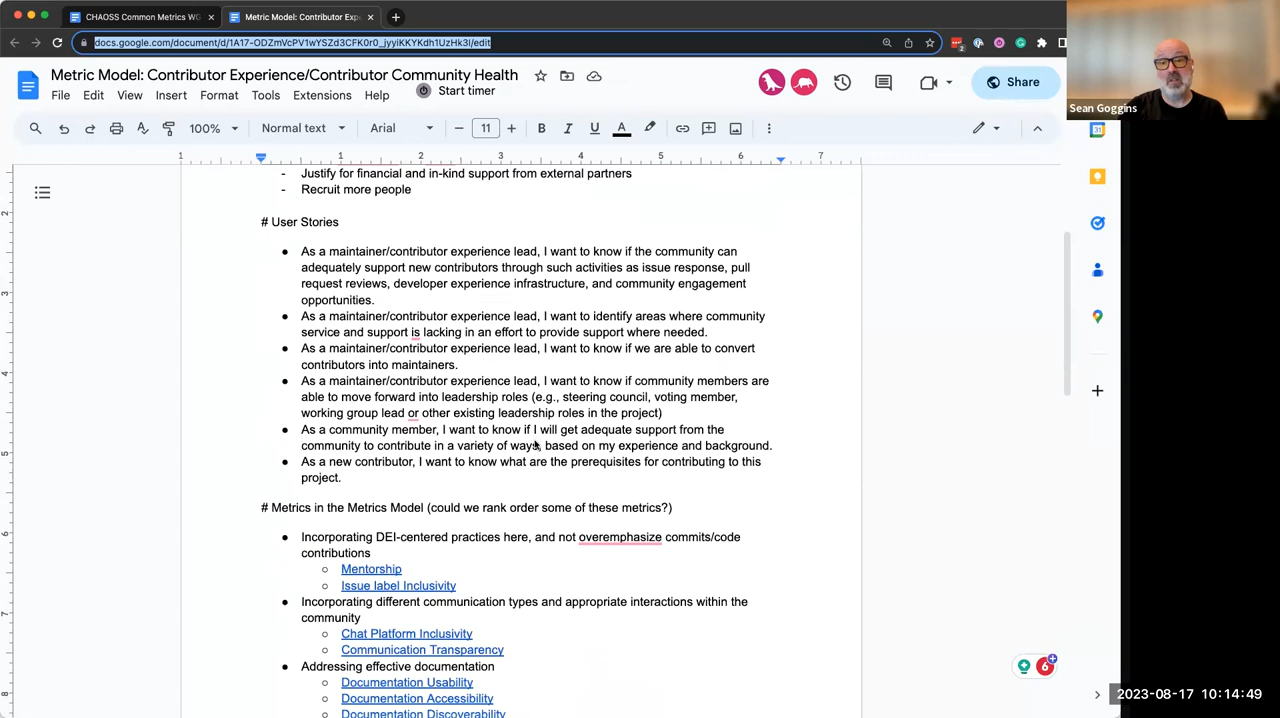 CHAOSS Common Metrics WG
Metric Model: Contributor Exp
docs.google.com/document/d/1A17-ODZmVcPV1wYSZd3CFK0r0_jyyiKKYKdh1UzHk3I/edit
Metric Model: Contributor Experience/Contributor Community Health
File Edit View Insert Format Tools Extensions Help
Start timer
Share
Sean Goggins
100% Normal text Arial 11
1 1 2 3 4 5 6 7
- Justify for financial and in-kind support from external partners
- Recruit more people
# User Stories
● As a maintainer/contributor experience lead, I want to know if the community can
adequately support new contributors through such activities as issue response, pull
request reviews, developer experience infrastructure, and community engagement
opportunities.
● As a maintainer/contributor experience lead, I want to identify areas where community
service and support is lacking in an effort to provide support where needed.
● As a maintainer/contributor experience lead, I want to know if we are able to convert
contributors into maintainers.
● As a maintainer/contributor experience lead, I want to know if community members are
able to move forward into leadership roles (e.g., steering council, voting member,
working group lead or other existing leadership roles in the project)
● As a community member, I want to know if I will get adequate support from the
community to contribute in a variety of ways, based on my experience and background.
● As a new contributor, I want to know what are the prerequisites for contributing to this
project.
# Metrics in the Metrics Model (could we rank order some of these metrics?)
● Incorporating DEI-centered practices here, and not overemphasize commits/code
contributions
○ Mentorship
○ Issue label Inclusivity
● Incorporating different communication types and appropriate interactions within the
community
○ Chat Platform Inclusivity
○ Communication Transparency
● Addressing effective documentation
○ Documentation Usability
○ Documentation Accessibility
Documentation Discoverability
2023-08-17 10:14:49